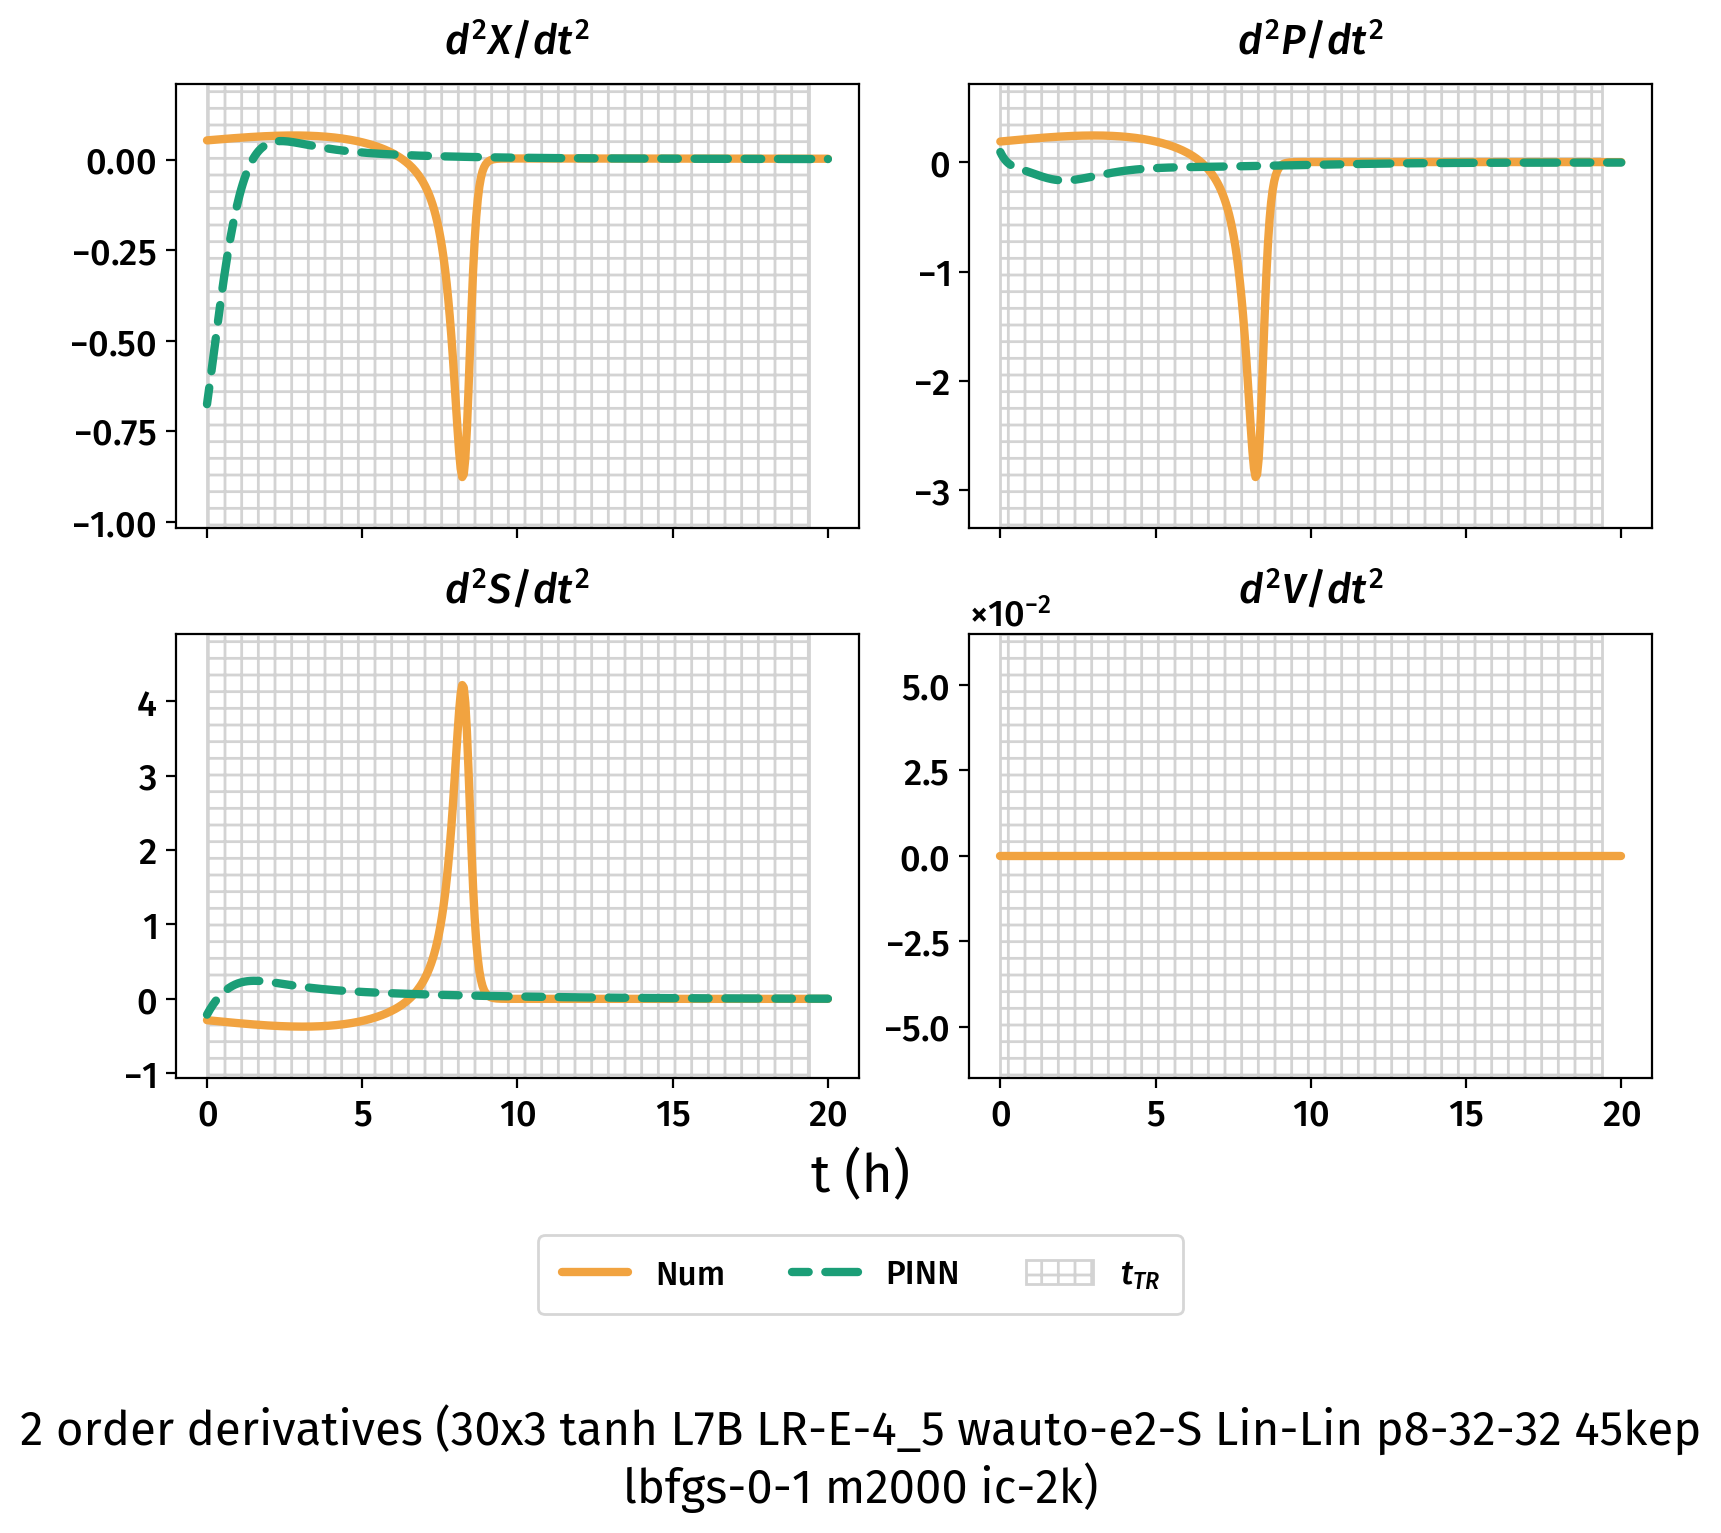 d²X/dt²
d²P/dt²
0.00
−0.25
−0.50
−0.75
−1.00
0
−1
−2
−3
d²S/dt²
d²V/dt²
×10⁻²
4
3
2
1
0
−1
5.0
2.5
0.0
−2.5
−5.0
0 5 10 15 20
0 5 10 15 20
t (h)
Num PINN t_TR
2 order derivatives (30x3 tanh L7B LR-E-4_5 wauto-e2-S Lin-Lin p8-32-32 45kep
lbfgs-0-1 m2000 ic-2k)